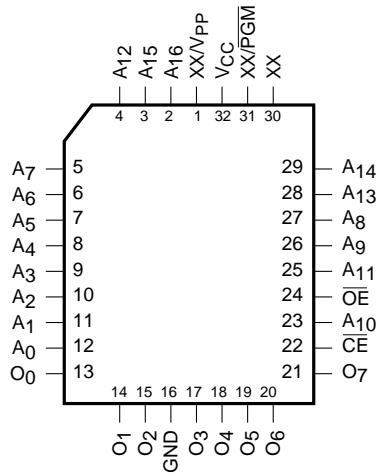 A12 A15 A16 XX/VPP VCC XX/PGM XX
4 3 2 1 32 31 30
A7 5 29 A14
A6 6 28 A13
A5 7 27 A8
A4 8 26 A9
A3 9 25 A11
A2 10 24 OE
A1 11 23 A10
A0 12 22 CE
O0 13 21 O7
14 15 16 17 18 19 20
O1 O2 GND O3 O4 O5 O6